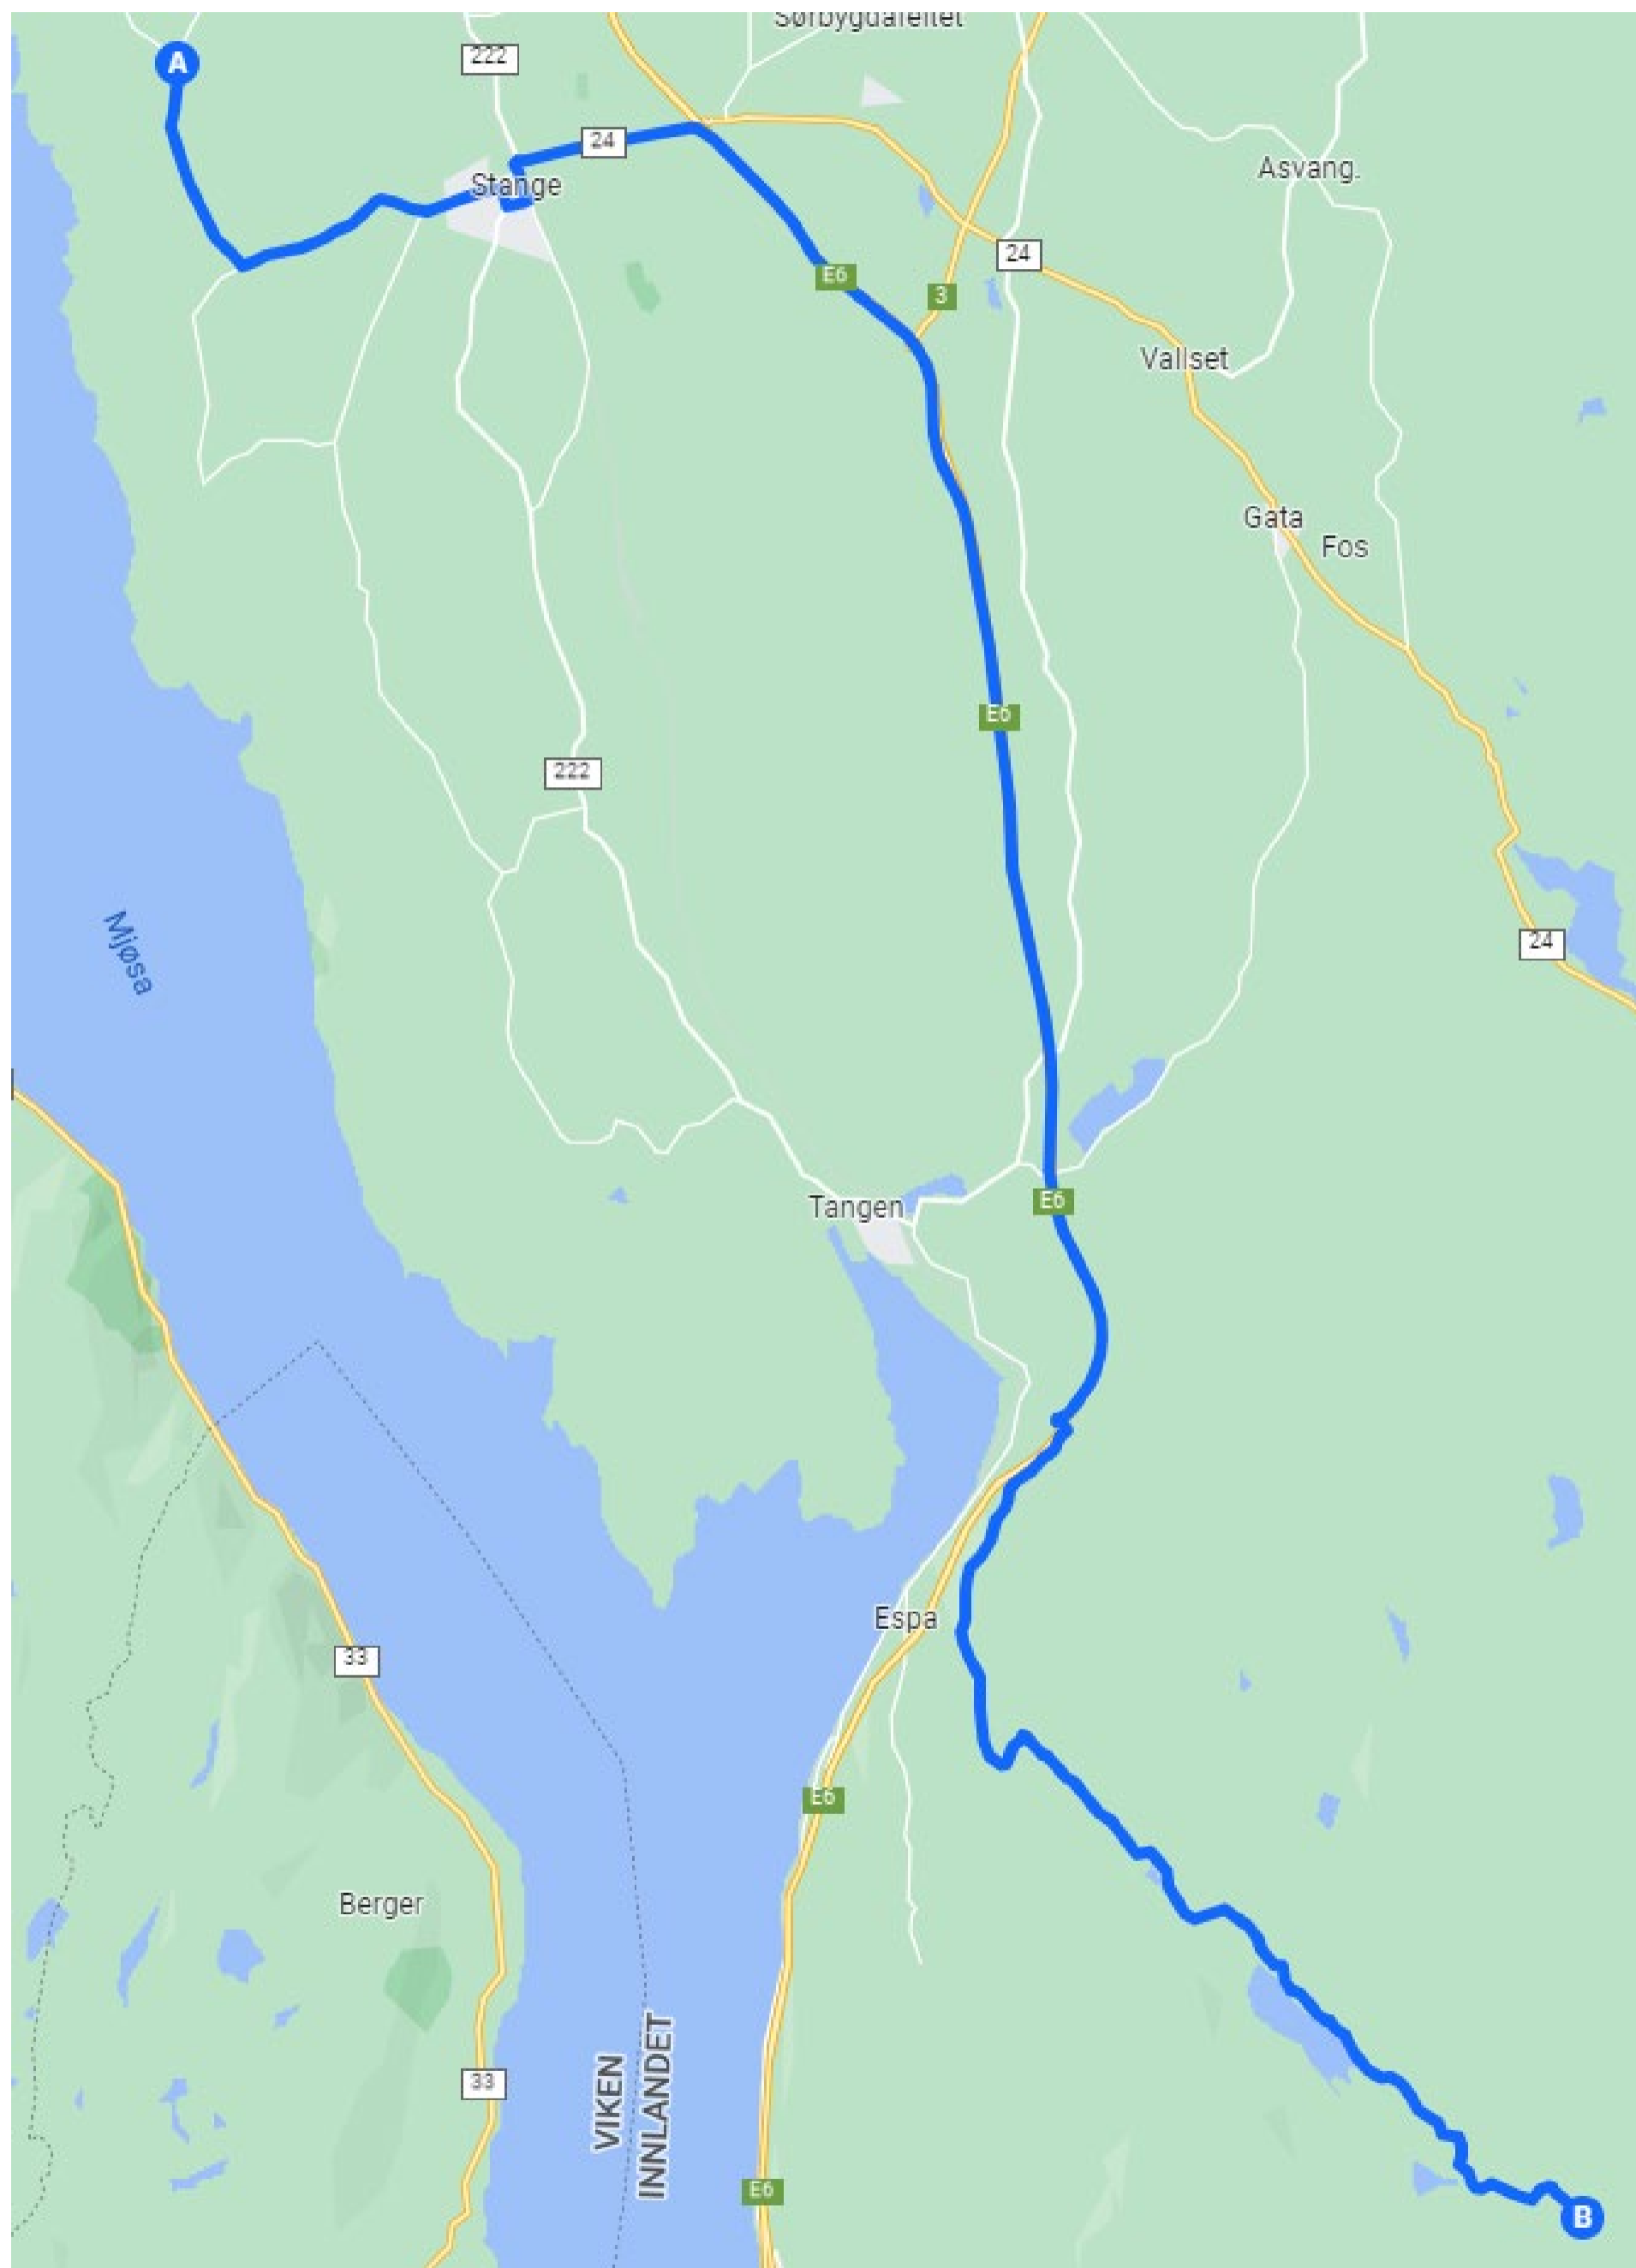 Sørbygdafeltet
A
222
24
Stange
Asvang.
24
E6
3
Vallset
Gata
Fos
E6
222
Mjøsa
24
Tangen
E6
Espa
33
E6
Berger
33
VIKEN
INNLANDET
E6
B